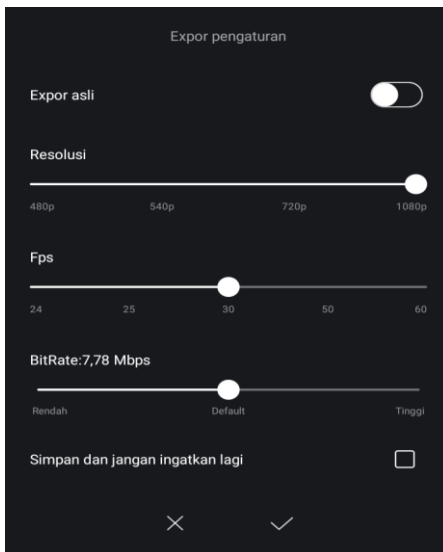 Expor pengaturan
Expor asli
Resolusi
480p 540p 720p 1080p
Fps
24 25 30 50 60
BitRate:7,78 Mbps
Rendah Default Tinggi
Simpan dan jangan ingatkan lagi